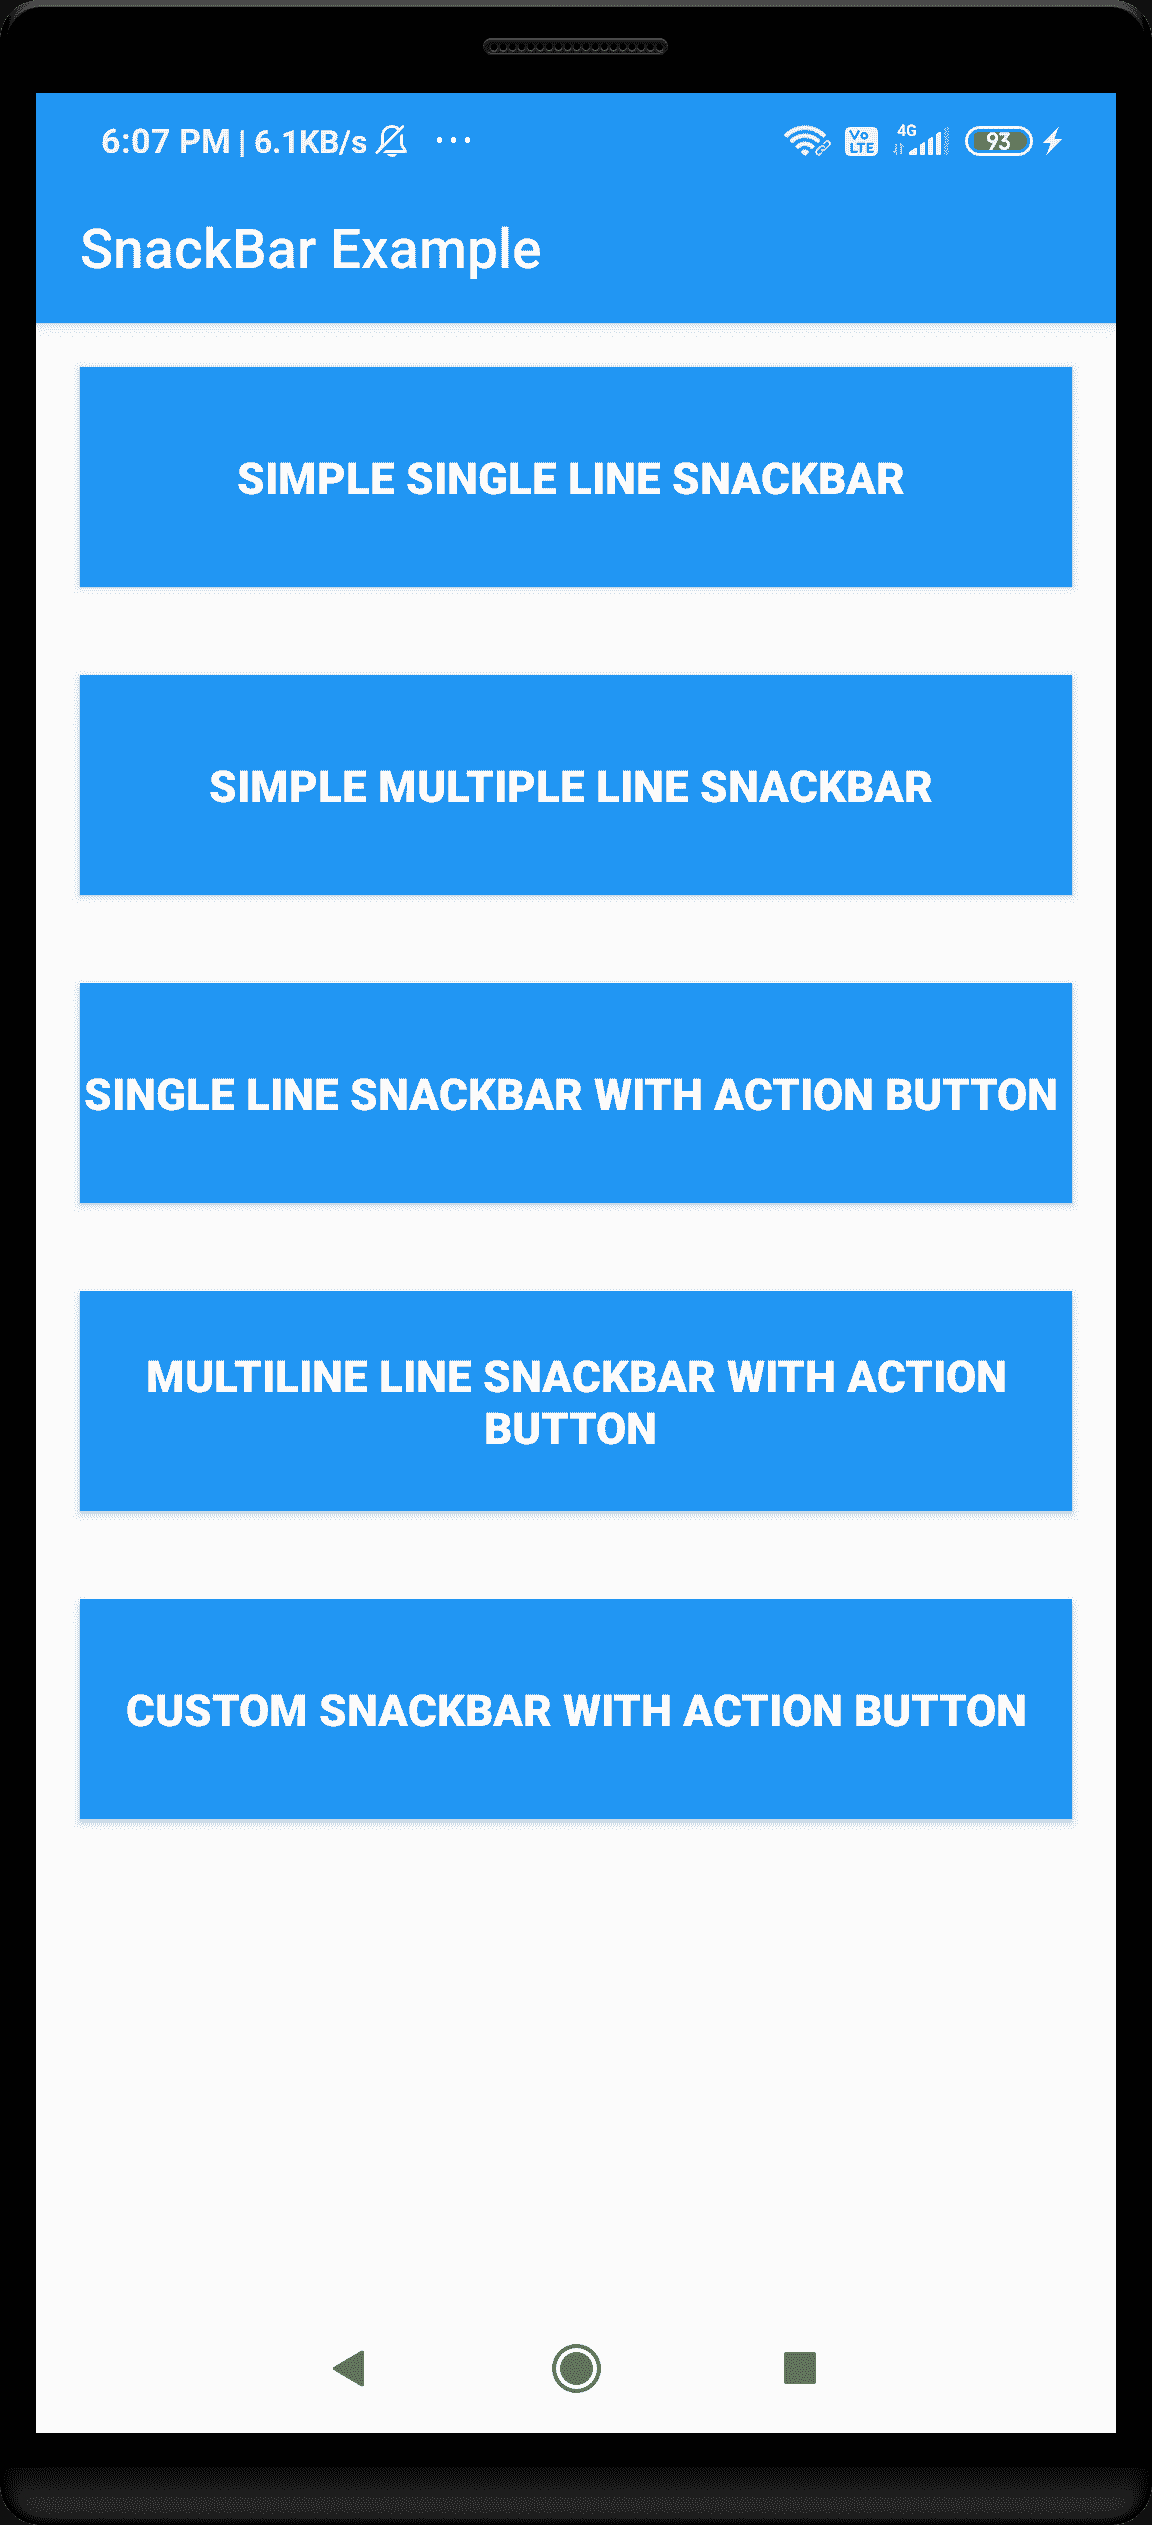 6:07 PM | 6.1KB/s ...
Vo LTE 4G 93
SnackBar Example
SIMPLE SINGLE LINE SNACKBAR
SIMPLE MULTIPLE LINE SNACKBAR
SINGLE LINE SNACKBAR WITH ACTION BUTTON
MULTILINE LINE SNACKBAR WITH ACTION
BUTTON
CUSTOM SNACKBAR WITH ACTION BUTTON